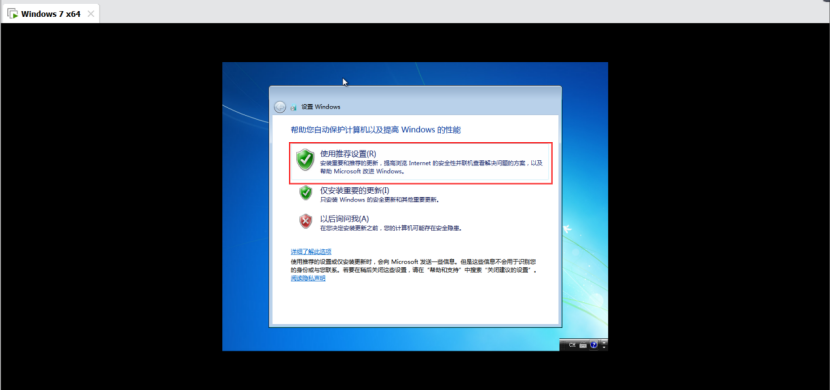 Windows 7 x64
设置 Windows
帮助您自动保护计算机以及提高 Windows 的性能
使用推荐设置(R)
安装重要和推荐的更新，提高浏览 Internet 的安全性并联机查看解决问题的方案，以及
帮助 Microsoft 改进 Windows。
仅安装重要的更新(I)
只安装 Windows 的安全更新和其他重要更新。
以后询问我(A)
在您决定安装更新之前，您的计算机可能存在安全隐患。
详细了解此选项
使用推荐的设置或仅安装更新时，会向 Microsoft 发送一些信息。但是这些信息不会用于识别您
的身份或与您联系。若要在稍后关闭这些设置，请在“帮助和支持”中搜索“关闭建议的设置”。
阅读隐私声明
CH